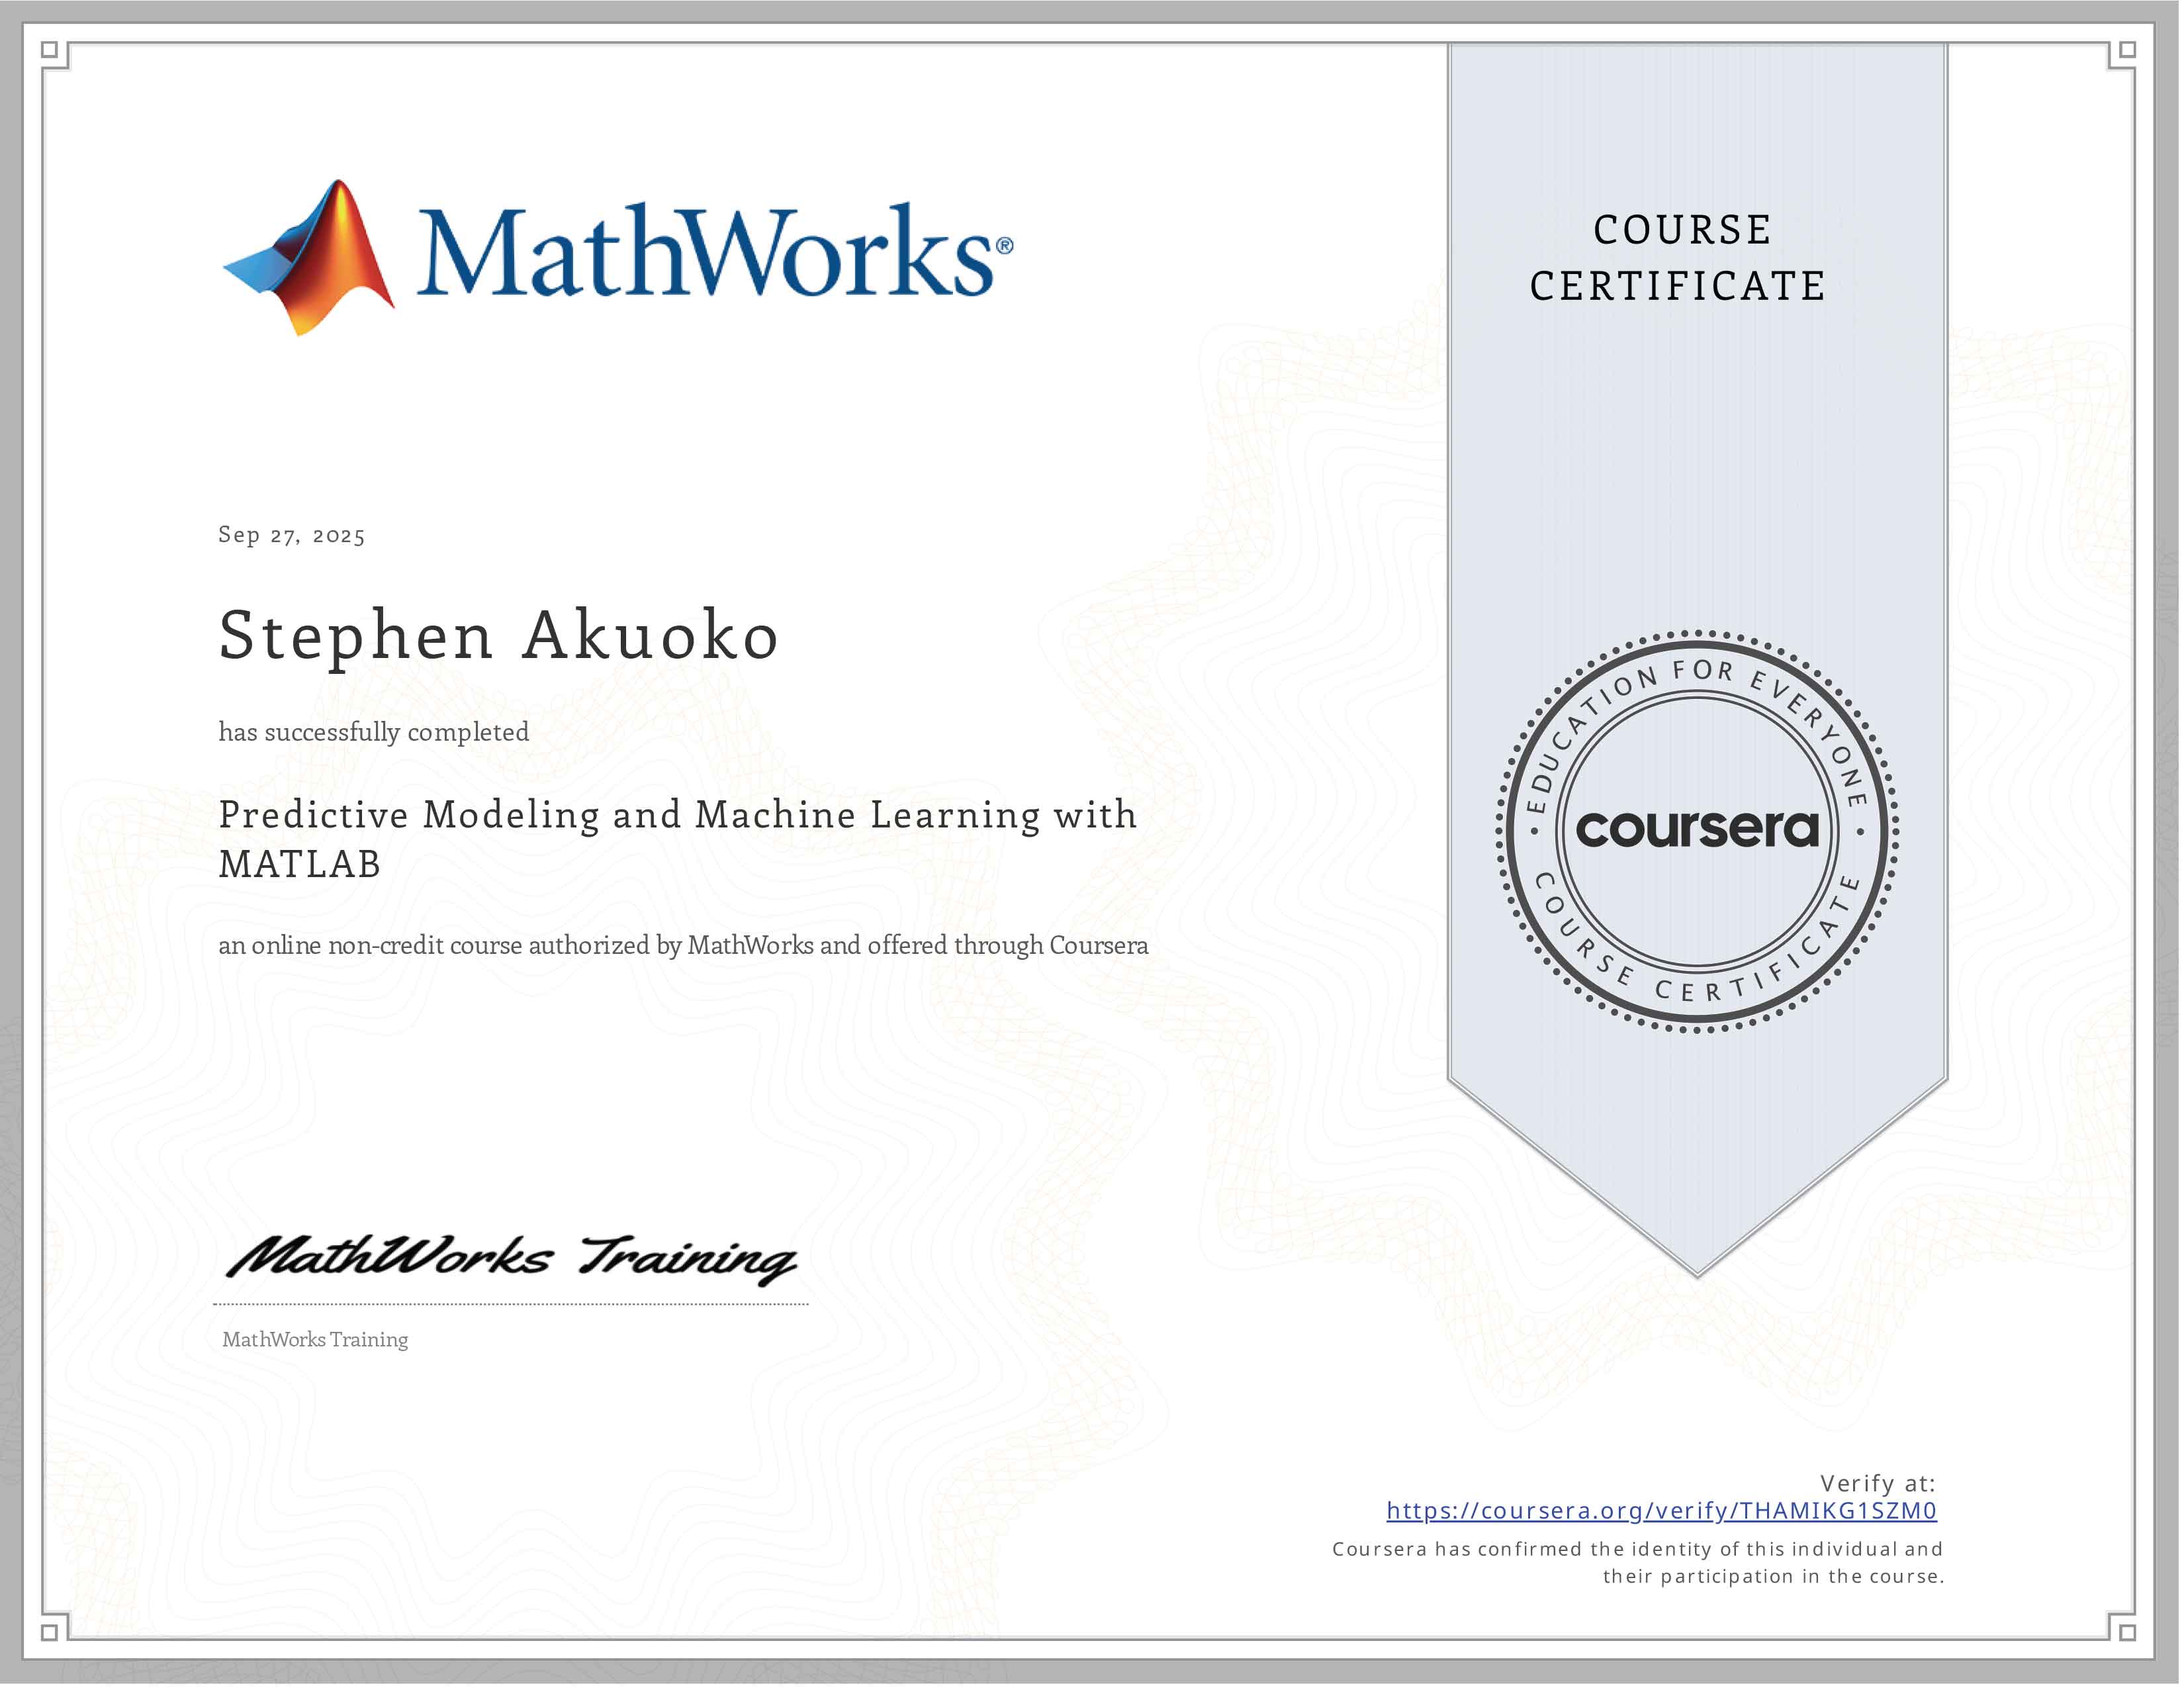 MathWorks®
COURSE
CERTIFICATE
Sep 27, 2025
Stephen Akuoko
has successfully completed
Predictive Modeling and Machine Learning with
MATLAB
an online non-credit course authorized by MathWorks and offered through Coursera
• EDUCATION FOR EVERYONE •
coursera
COURSE CERTIFICATE
MathWorks Training
MathWorks Training
Verify at:
https://coursera.org/verify/THAMIKG1SZM0
Coursera has confirmed the identity of this individual and
their participation in the course.